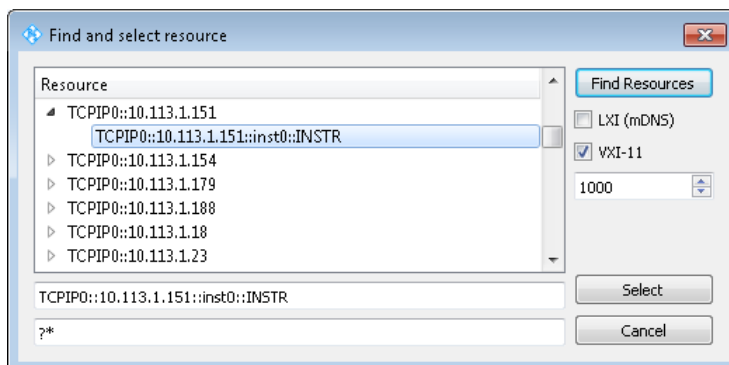 Find and select resource
Resource
TCPIP0::10.113.1.151
TCPIP0::10.113.1.151::inst0::INSTR
TCPIP0::10.113.1.154
TCPIP0::10.113.1.179
TCPIP0::10.113.1.188
TCPIP0::10.113.1.18
TCPIP0::10.113.1.23
TCPIP0::10.113.1.151::inst0::INSTR
?*
Find Resources
LXI (mDNS)
VXI-11
1000
Select
Cancel